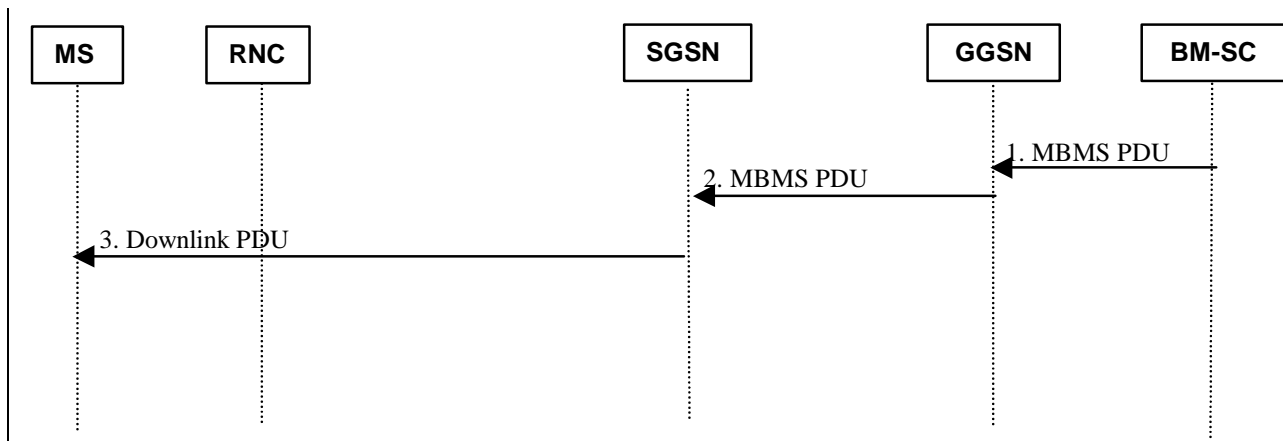 MS RNC SGSN GGSN BM-SC
1. MBMS PDU
2. MBMS PDU
3. Downlink PDU